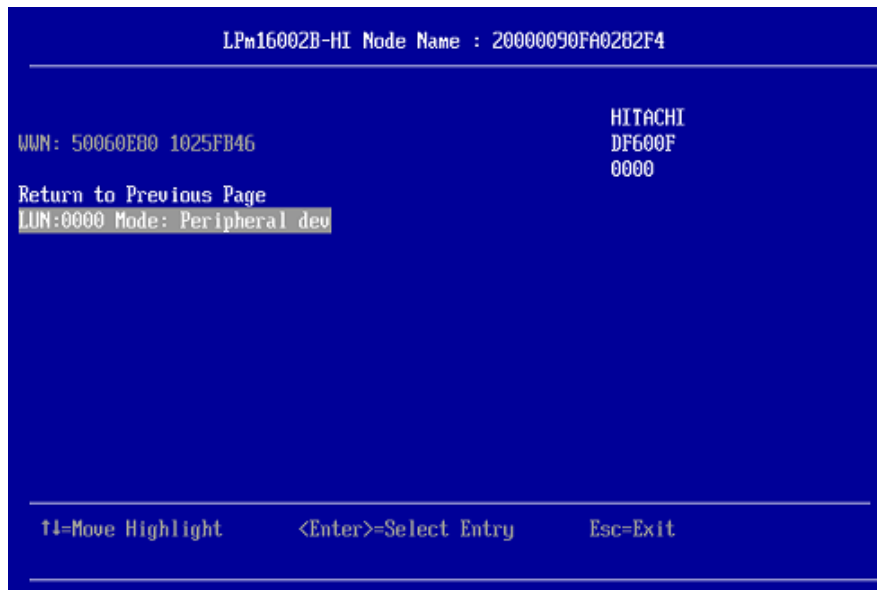 LPm16002B-HI Node Name : 20000090FA0282F4
HITACHI
WWN: 50060E80 1025FB46 DF600F
0000
Return to Previous Page
LUN:0000 Mode: Peripheral dev
↑↓=Move Highlight <Enter>=Select Entry Esc=Exit